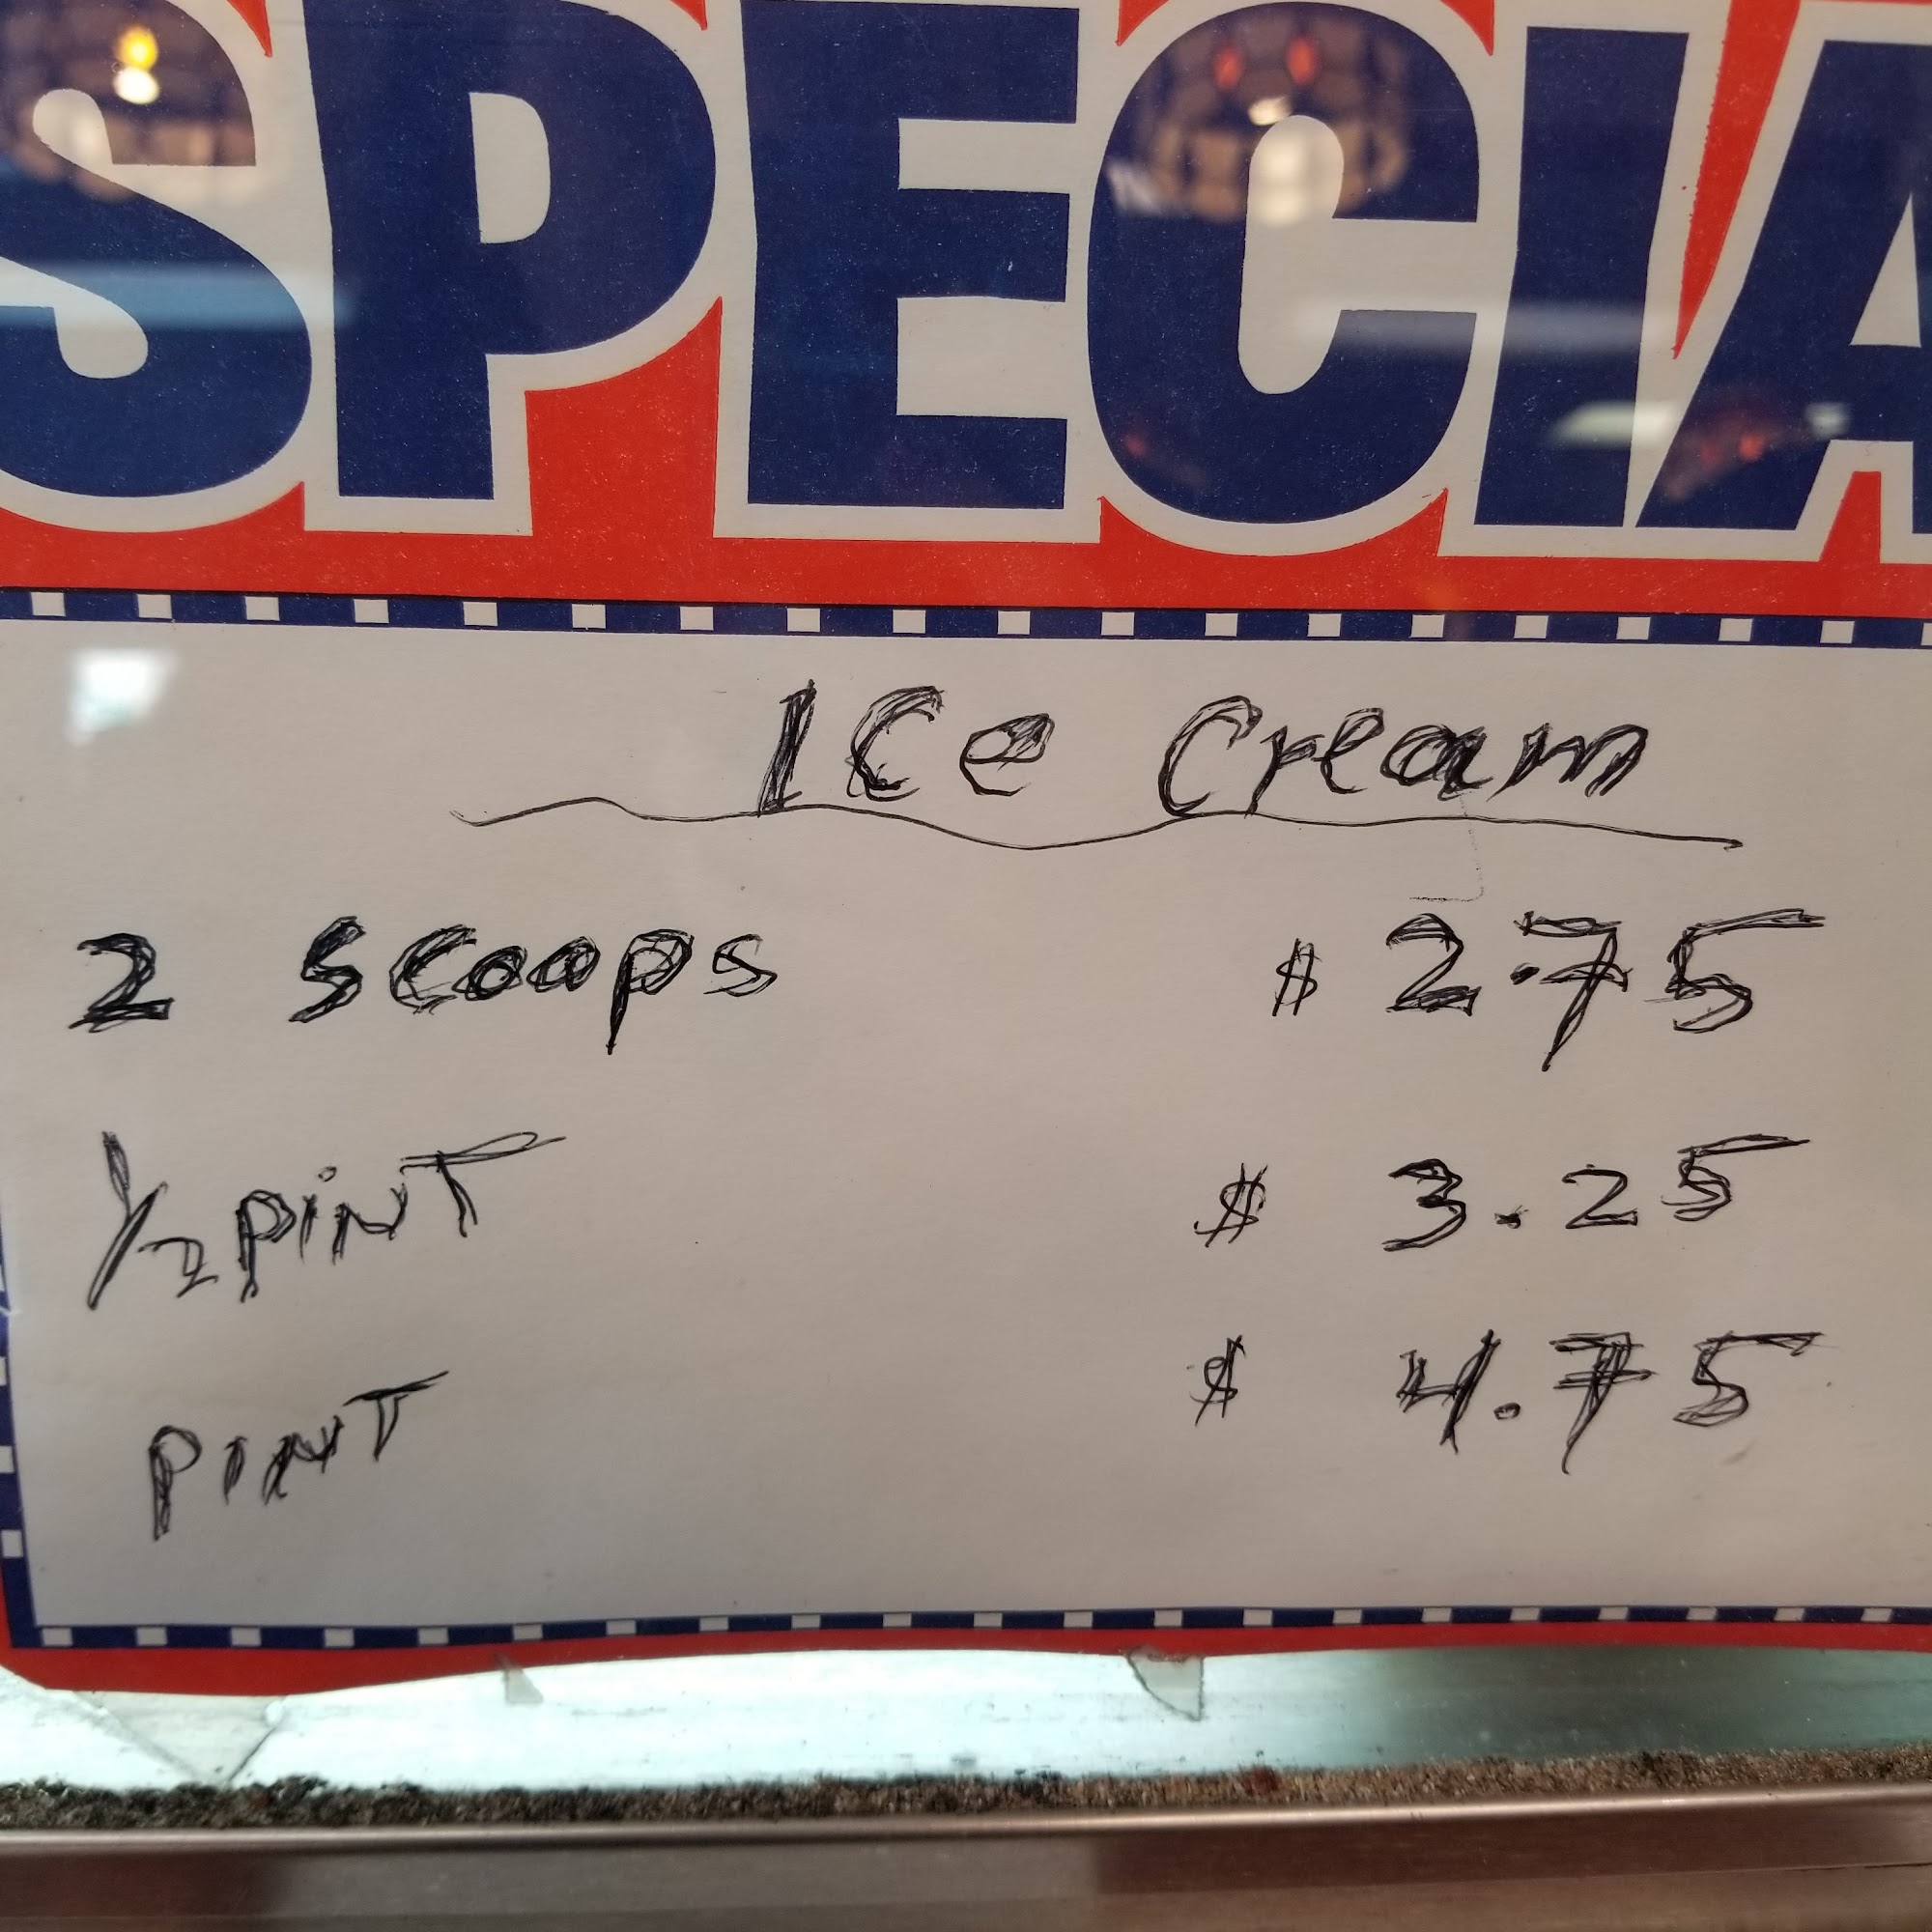 SPECIA
Ice Cream
2 Scoops $ 2.75
1/2 PiNT $ 3.25
PINT $ 4.75